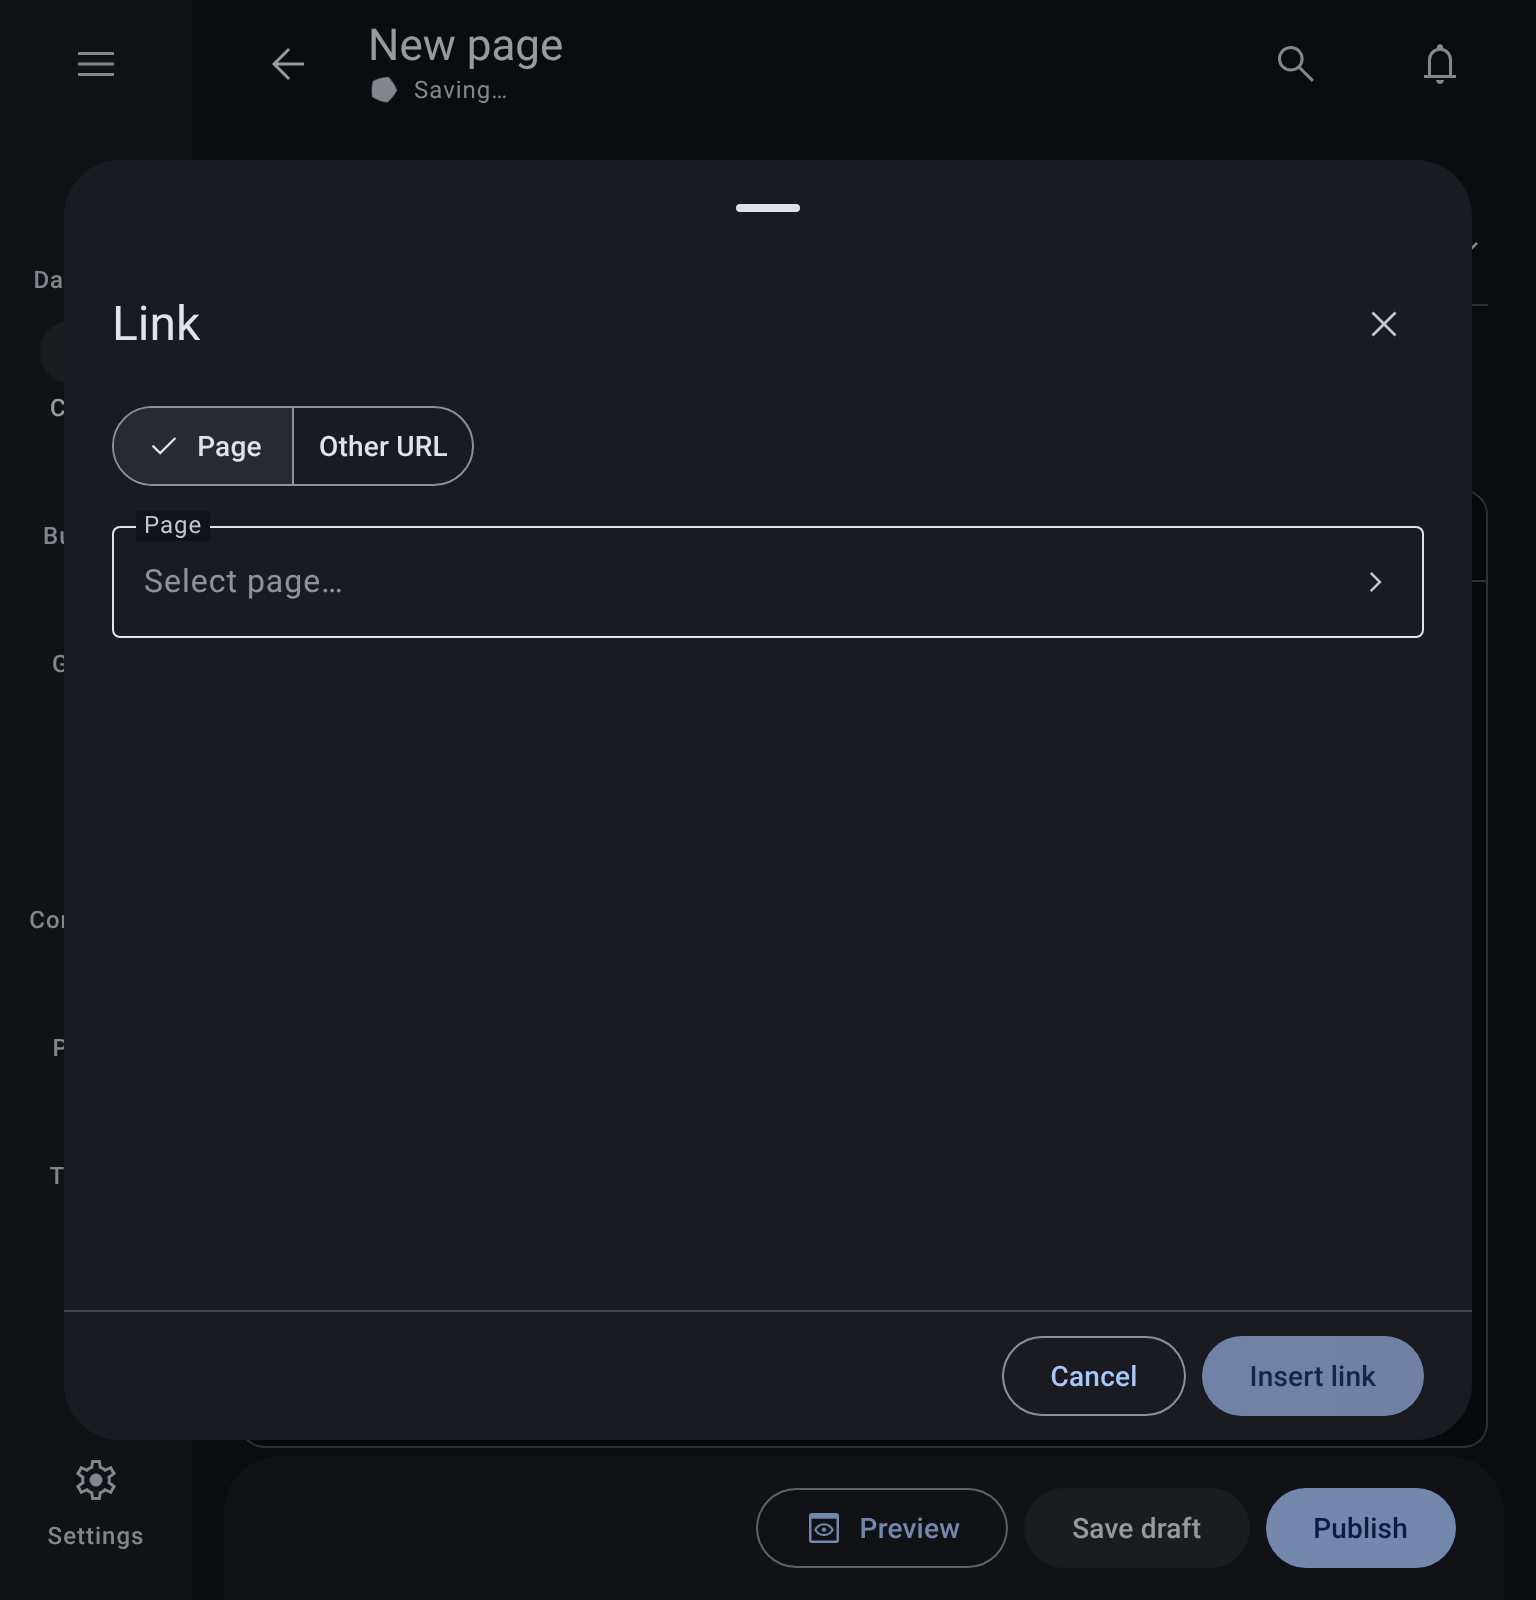 New page
Saving...
Link
Page
Other URL
Page
Select page...
Cancel
Insert link
Settings
Preview
Save draft
Publish